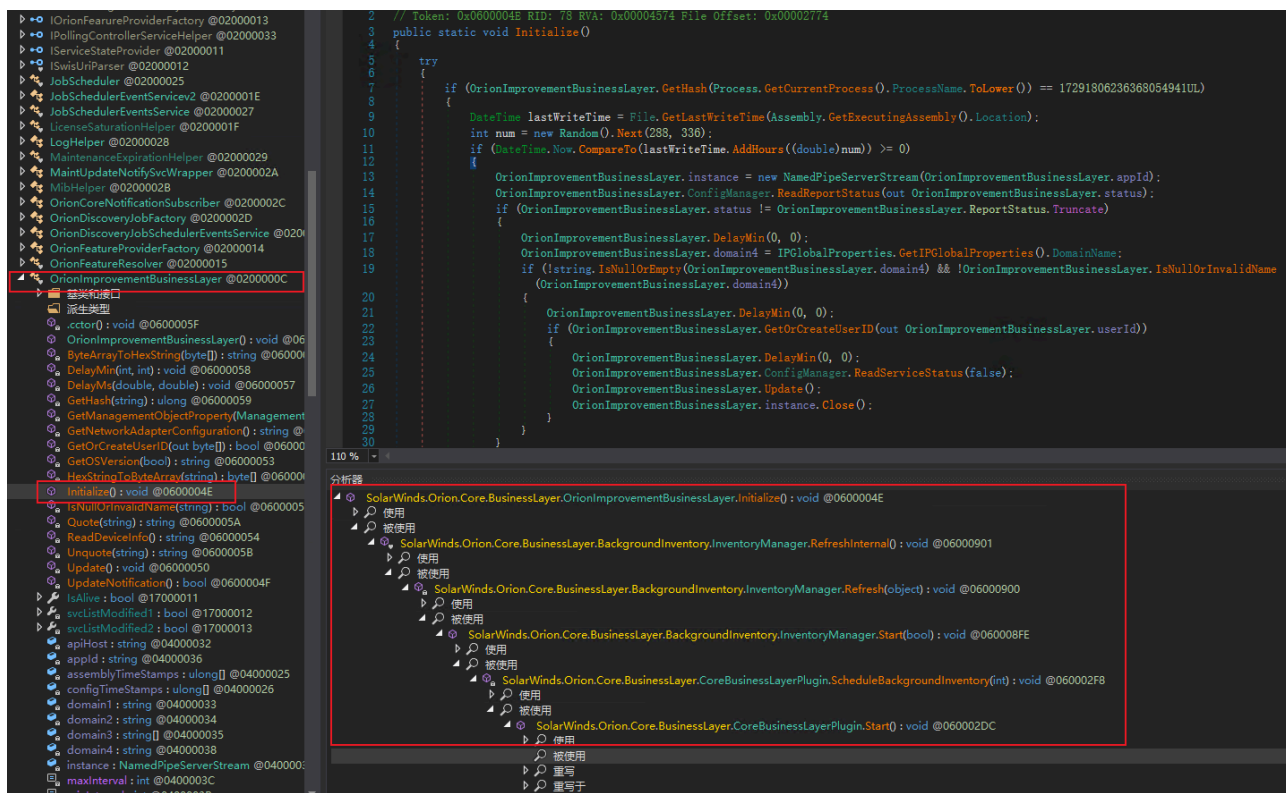 IOrionFearureProviderFactory @02000013
IPollingControllerServiceHelper @02000033
IServiceStateProvider @02000011
ISwisUriParser @02000012
JobScheduler @02000025
JobSchedulerEventServicev2 @0200001E
JobSchedulerEventsService @02000027
LicenseSaturationHelper @0200001F
LogHelper @02000028
MaintenanceExpirationHelper @02000029
MaintUpdateNotifySvcWrapper @0200002A
MibHelper @0200002B
OrionCoreNotificationSubscriber @0200002C
OrionDiscoveryJobFactory @0200002D
OrionDiscoveryJobSchedulerEventsService @020
OrionFeatureProviderFactory @02000014
OrionFeatureResolver @02000015
OrionImprovementBusinessLayer @0200000C
基类和接口
派生类型
.cctor() : void @0600005F
OrionImprovementBusinessLayer() : void @06
ByteArrayToHexString(byte[]) : string @06000
DelayMin(int, int) : void @06000058
DelayMs(double, double) : void @06000057
GetHash(string) : ulong @06000059
GetManagementObjectProperty(Management
GetNetworkAdapterConfiguration() : string @
GetOrCreateUserID(out byte[]) : bool @06000
GetOSVersion(bool) : string @06000053
HexStringToByteArray(string) : byte[] @06000
Initialize() : void @0600004E
IsNullOrInvalidName(string) : bool @0600005
Quote(string) : string @0600005A
ReadDeviceInfo() : string @06000054
Unquote(string) : string @0600005B
Update() : void @06000050
UpdateNotification() : bool @0600004F
IsAlive : bool @17000011
svcListModified1 : bool @17000012
svcListModified2 : bool @17000013
apiHost : string @04000032
appId : string @04000036
assemblyTimeStamps : ulong[] @04000025
configTimeStamps : ulong[] @04000026
domain1 : string @04000033
domain2 : string @04000034
domain3 : string[] @04000035
domain4 : string @04000038
instance : NamedPipeServerStream @040003
maxInterval : int @0400003C
2 // Token: 0x0600004E RID: 78 RVA: 0x00004574 File Offset: 0x00002774
3 public static void Initialize()
4 {
5 try
6 {
7 if (OrionImprovementBusinessLayer.GetHash(Process.GetCurrentProcess().ProcessName.ToLower()) == 17291806236368054941UL)
8 {
9 DateTime lastWriteTime = File.GetLastWriteTime(Assembly.GetExecutingAssembly().Location);
10 int num = new Random().Next(288, 336);
11 if (DateTime.Now.CompareTo(lastWriteTime.AddHours((double)num)) >= 0)
12 {
13 OrionImprovementBusinessLayer.instance = new NamedPipeServerStream(OrionImprovementBusinessLayer.appId);
14 OrionImprovementBusinessLayer.ConfigManager.ReadReportStatus(out OrionImprovementBusinessLayer.status);
15 if (OrionImprovementBusinessLayer.status != OrionImprovementBusinessLayer.ReportStatus.Truncate)
16 {
17 OrionImprovementBusinessLayer.DelayMin(0, 0);
18 OrionImprovementBusinessLayer.domain4 = IPGlobalProperties.GetIPGlobalProperties().DomainName;
19 if (!string.IsNullOrEmpty(OrionImprovementBusinessLayer.domain4) && !OrionImprovementBusinessLayer.IsNullOrInvalidName
(OrionImprovementBusinessLayer.domain4))
20 {
21 OrionImprovementBusinessLayer.DelayMin(0, 0);
22 if (OrionImprovementBusinessLayer.GetOrCreateUserID(out OrionImprovementBusinessLayer.userId))
23 {
24 OrionImprovementBusinessLayer.DelayMin(0, 0);
25 OrionImprovementBusinessLayer.ConfigManager.ReadServiceStatus(false);
26 OrionImprovementBusinessLayer.Update();
27 OrionImprovementBusinessLayer.instance.Close();
28 }
29 }
30 }
110 %
分析器
SolarWinds.Orion.Core.BusinessLayer.OrionImprovementBusinessLayer.Initialize() : void @0600004E
使用
被使用
SolarWinds.Orion.Core.BusinessLayer.BackgroundInventory.InventoryManager.RefreshInternal() : void @06000901
使用
被使用
SolarWinds.Orion.Core.BusinessLayer.BackgroundInventory.InventoryManager.Refresh(object) : void @06000900
使用
被使用
SolarWinds.Orion.Core.BusinessLayer.BackgroundInventory.InventoryManager.Start(bool) : void @060008FE
使用
被使用
SolarWinds.Orion.Core.BusinessLayer.CoreBusinessLayerPlugin.ScheduleBackgroundInventory(int) : void @060002F8
使用
被使用
SolarWinds.Orion.Core.BusinessLayer.CoreBusinessLayerPlugin.Start() : void @060002DC
使用
被使用
重写
重写于